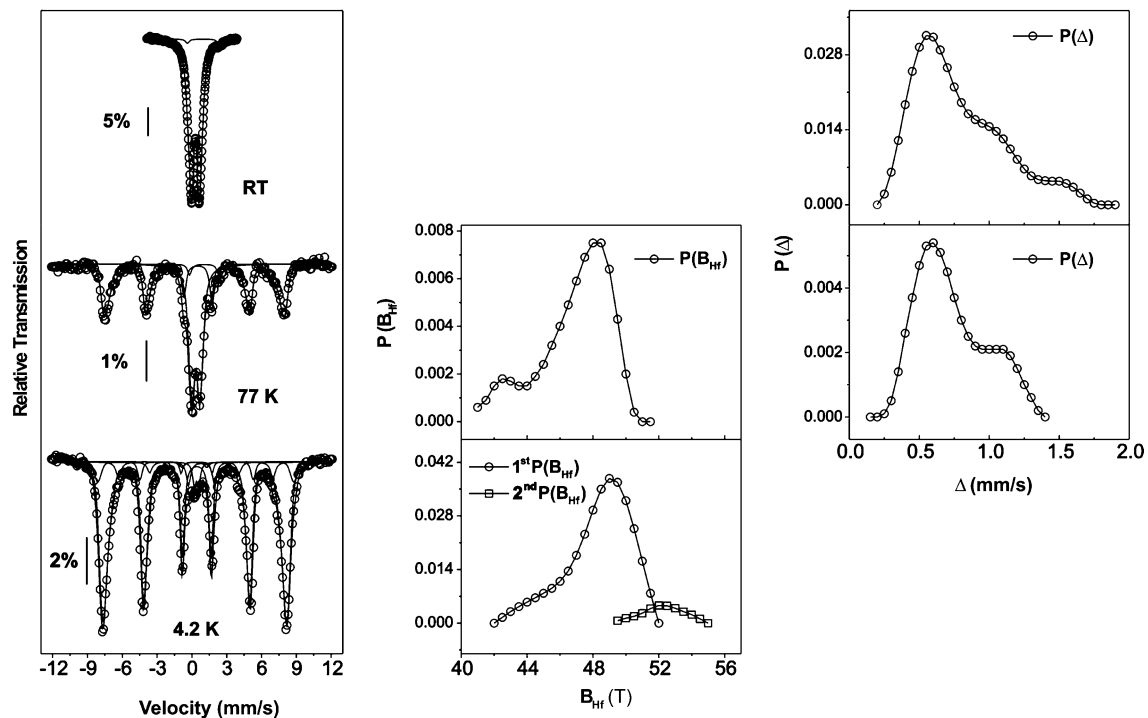 5%
RT
1%
77 K
2%
4.2 K
Relative Transmission
-12 -9 -6 -3 0 3 6 9 12
Velocity (mm/s)
P(B_Hf)
0.008
0.006
0.004
0.002
0.000
P (B_Hf)
1st P(B_Hf)
2nd P(B_Hf)
0.042
0.028
0.014
0.000
40 44 48 52 56
B_Hf (T)
P(Δ)
0.028
0.014
0.000
P (Δ)
P(Δ)
0.004
0.002
0.000
0.0 0.5 1.0 1.5 2.0
Δ (mm/s)